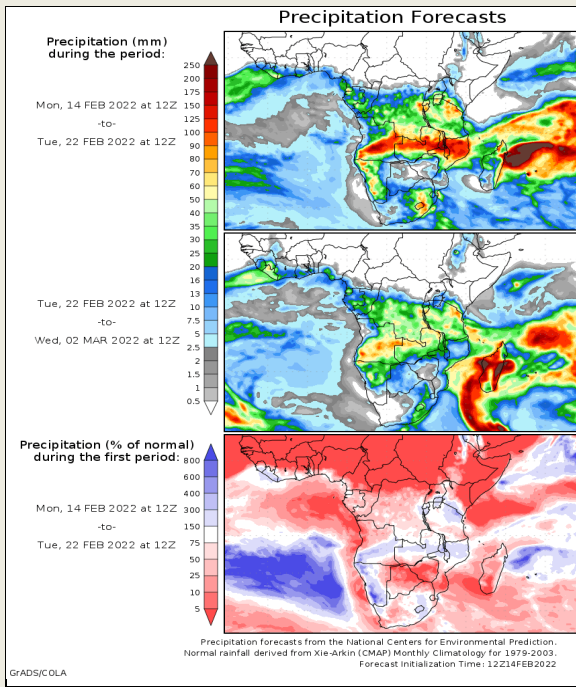 Precipitation Forecasts
Precipitation (mm)
during the period:
Mon, 14 FEB 2022 at 12Z
-to-
Tue, 22 FEB 2022 at 12Z
250
200
175
150
125
100
90
80
70
60
50
40
35
30
25
20
16
13
10
7.5
5
2.5
2
1.5
1
0.5
Tue, 22 FEB 2022 at 12Z
-to-
Wed, 02 MAR 2022 at 12Z
Precipitation (% of normal)
during the first period:
Mon, 14 FEB 2022 at 12Z
-to-
Tue, 22 FEB 2022 at 12Z
800
600
400
300
150
75
50
25
10
5
Precipitation forecasts from the National Centers for Environmental Prediction.
Normal rainfall derived from Xie-Arkin (CMAP) Monthly Climatology for 1979-2003.
Forecast Initialization Time: 12Z14FEB2022
GrADS/COLA